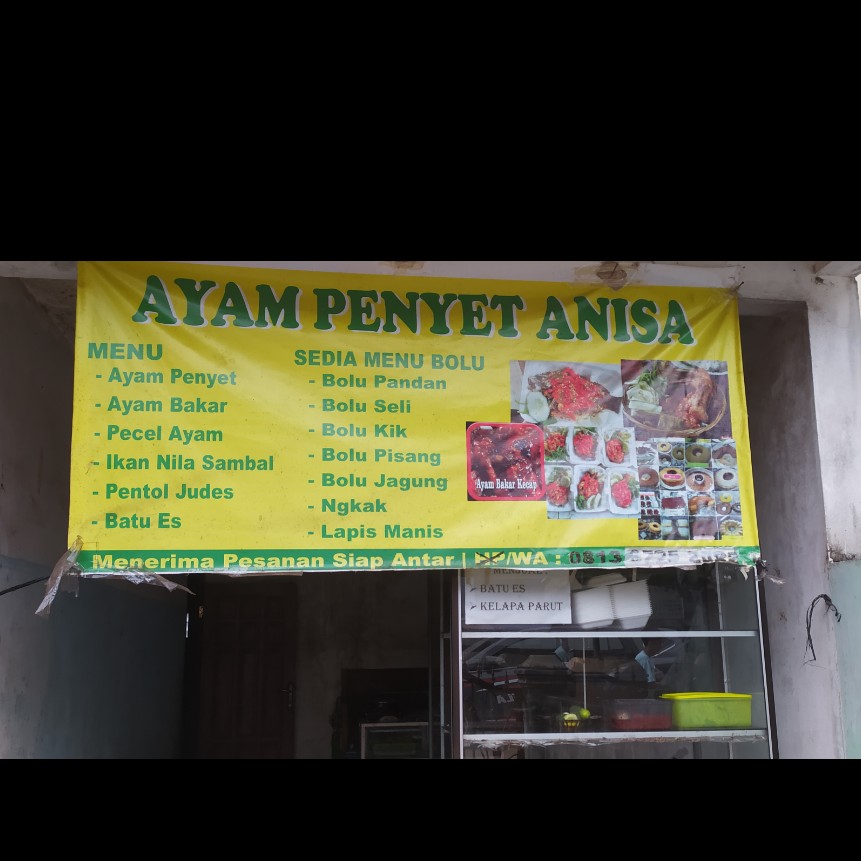 AYAM PENYET ANISA
MENU
- Ayam Penyet
- Ayam Bakar
- Pecel Ayam
- Ikan Nila Sambal
- Pentol Judes
- Batu Es
SEDIA MENU BOLU
- Bolu Pandan
- Bolu Seli
- Bolu Kik
- Bolu Pisang
- Bolu Jagung
- Ngkak
- Lapis Manis
Ayam Bakar Kecap
Menerima Pesanan Siap Antar | HP/WA : 0813
MENJUAL
BATU ES
KELAPA PARUT